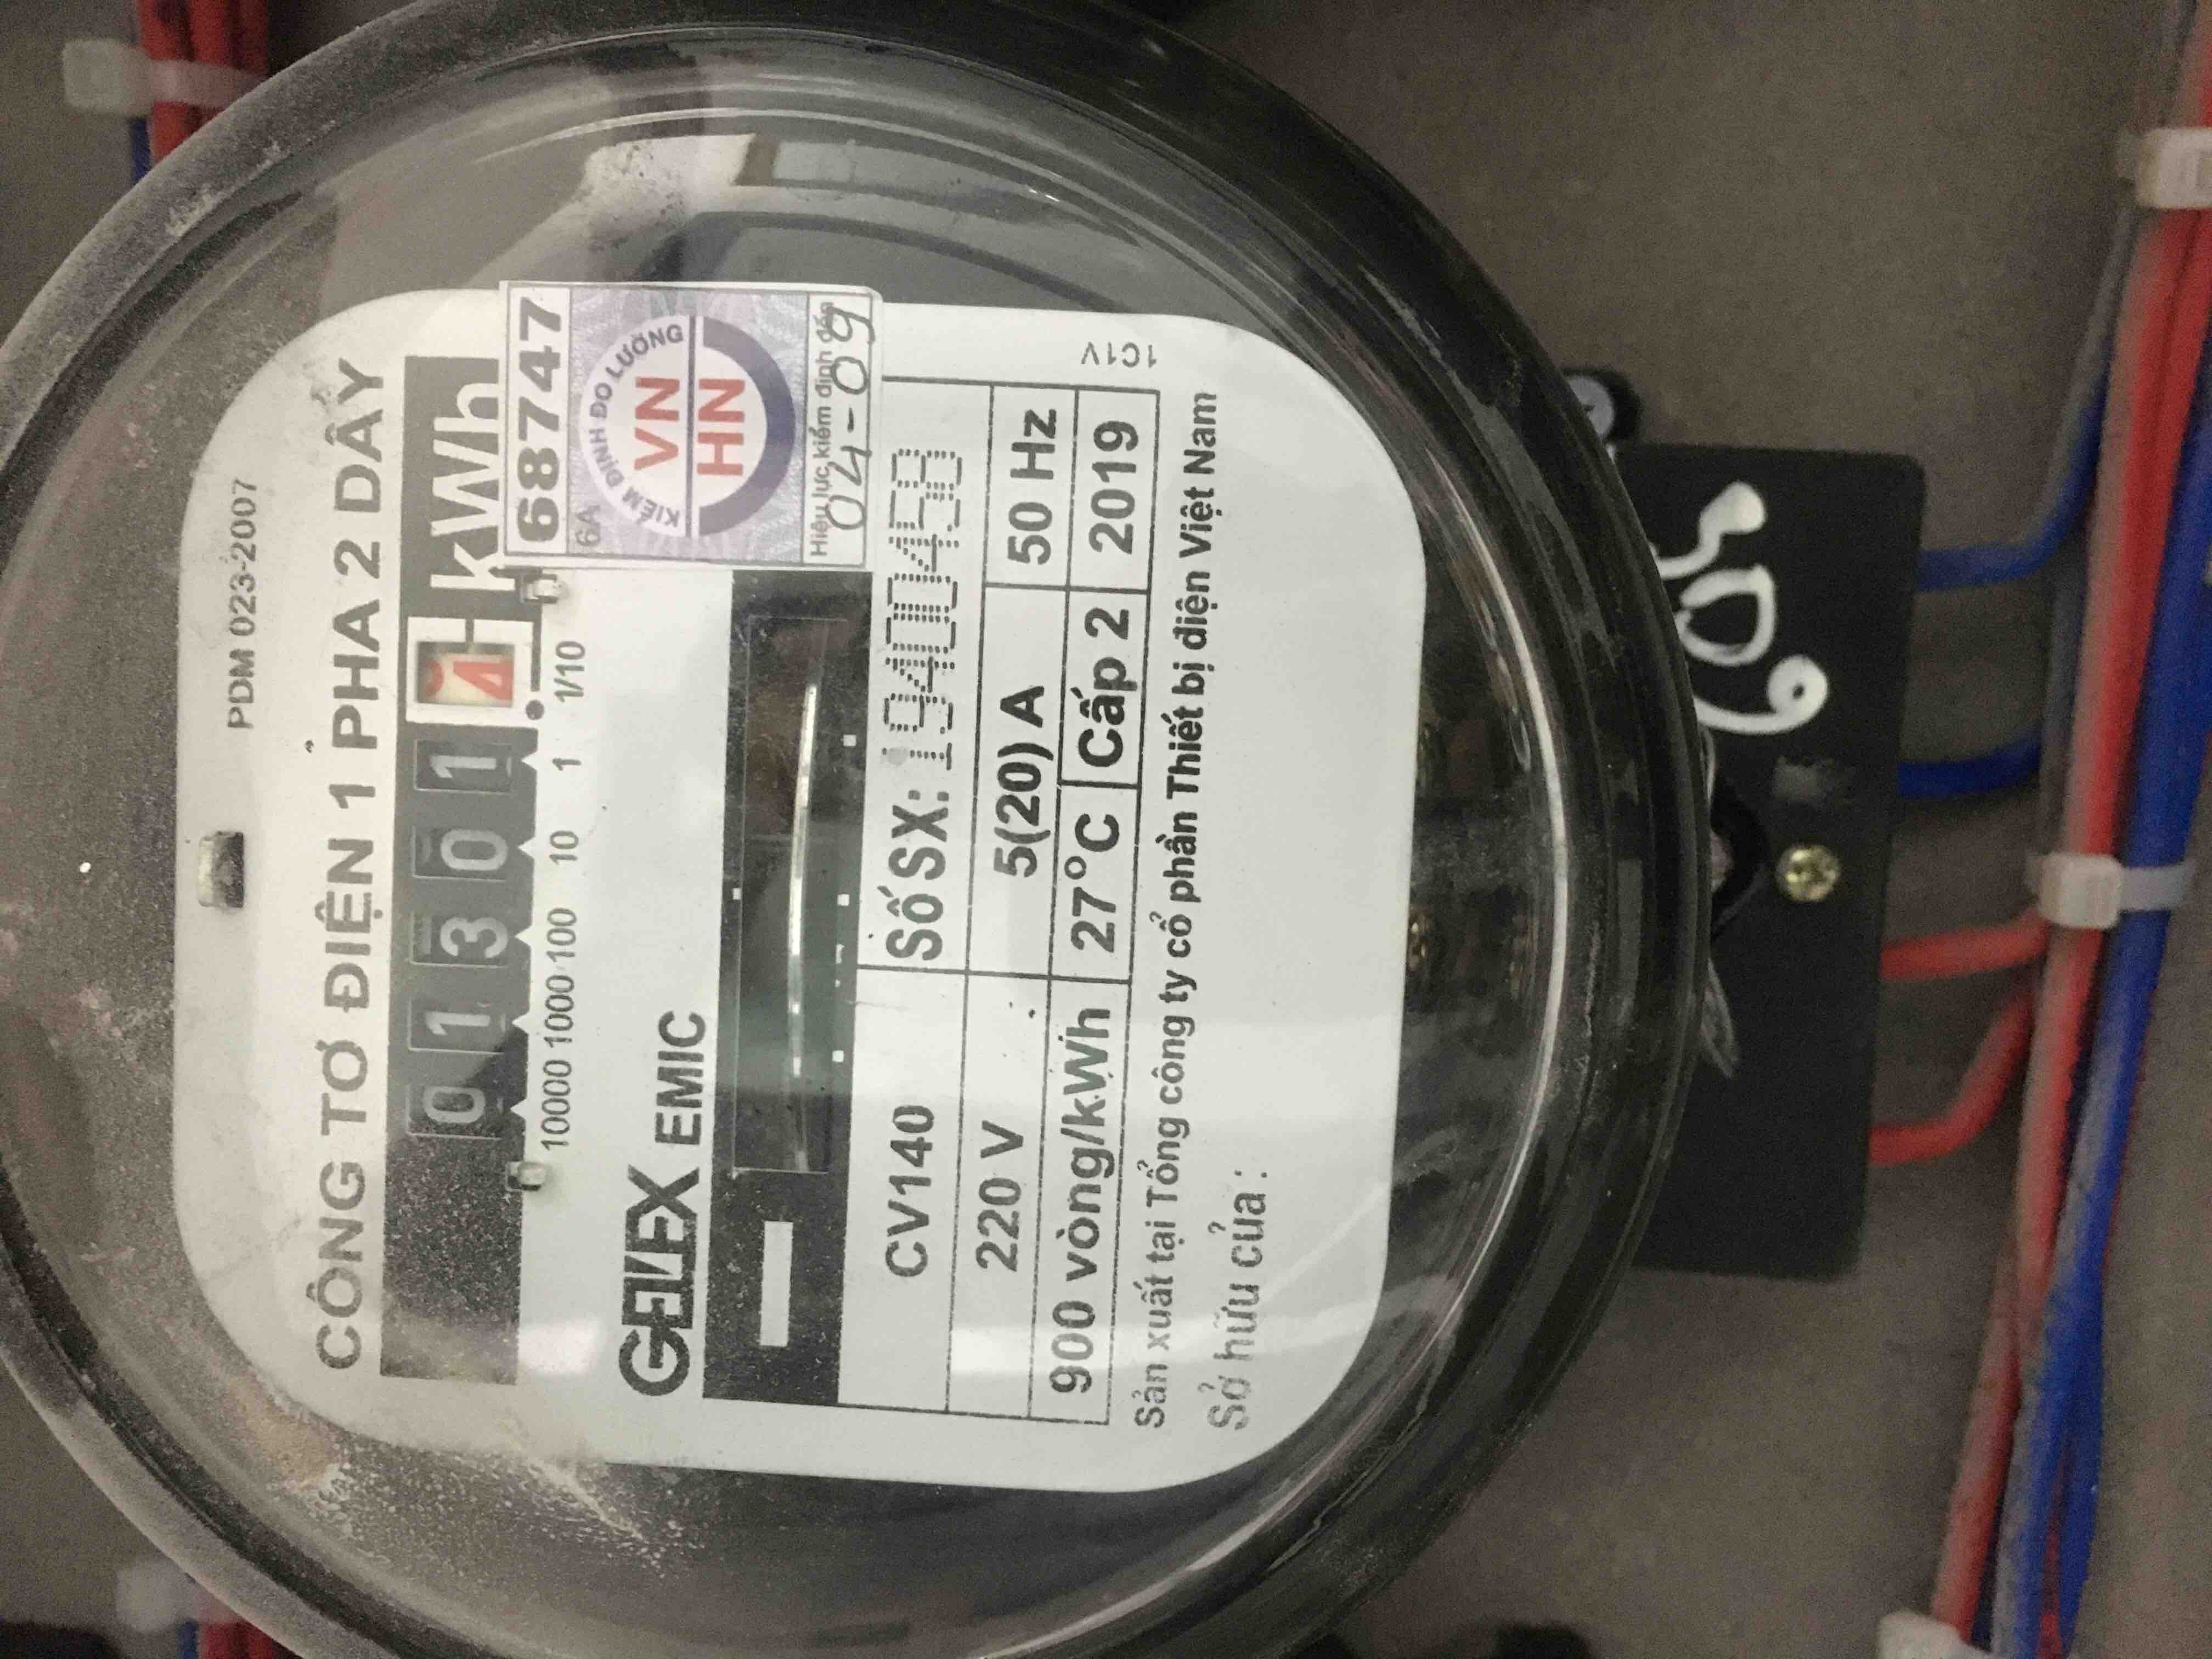 PDM 023-2007
CÔNG TƠ ĐIỆN 1 PHA 2 DÂY
0 1 3 0 1 4 kWh
10000 1000 100 10 1 1/10
68747
6A
KIỂM ĐỊNH ĐO LƯỜNG
VN
HN
Hiệu lực kiểm định đến
04-09
GELEX EMIC
CV140
Số SX: 19400458
220 V
5(20) A
50 Hz
900 vòng/kWh
27°C
Cấp 2
2019
1C1V
Sản xuất tại Tổng công ty cổ phần Thiết bị điện Việt Nam
Sở hữu của: